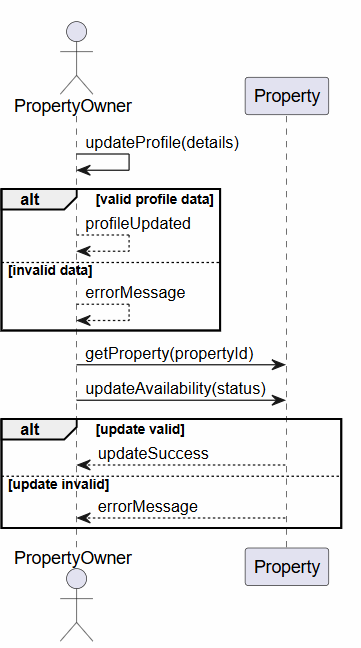 PropertyOwner
Property
updateProfile(details)
alt
[valid profile data]
profileUpdated
[invalid data]
errorMessage
getProperty(propertyId)
updateAvailability(status)
alt
[update valid]
updateSuccess
[update invalid]
errorMessage
PropertyOwner
Property